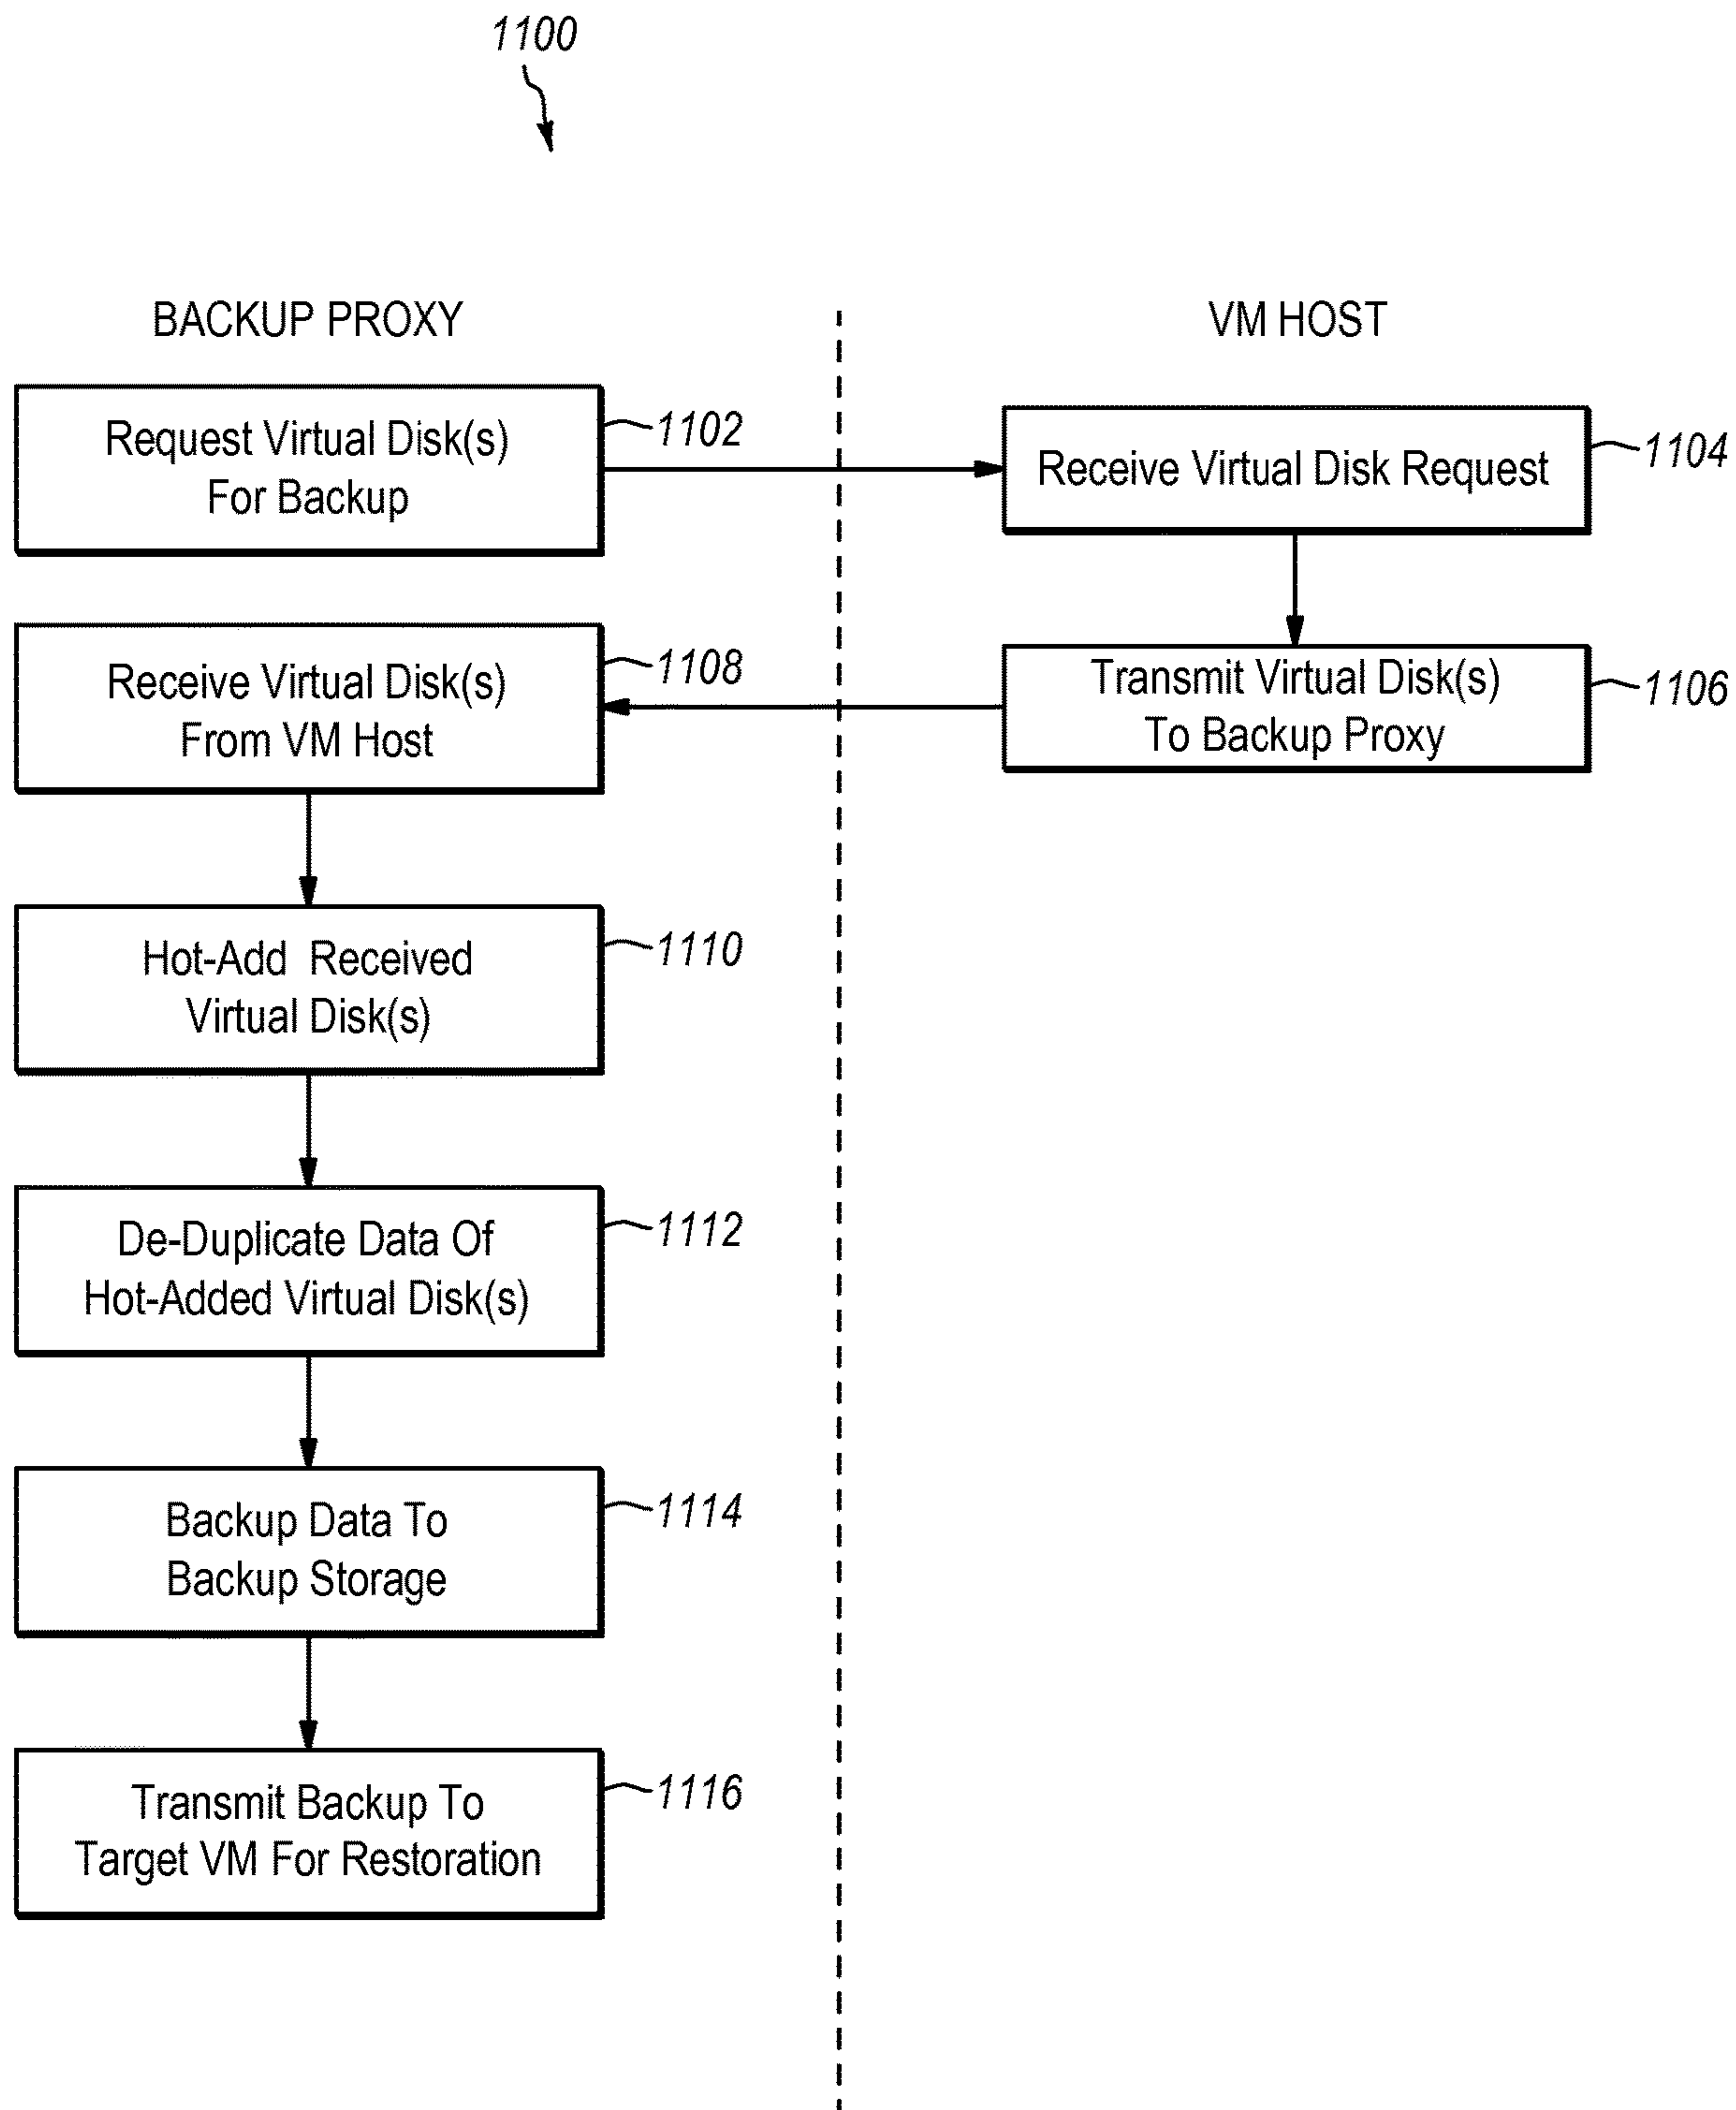 1100
BACKUP PROXY
VM HOST
Request Virtual Disk(s)
For Backup
1102
Receive Virtual Disk Request
1104
Receive Virtual Disk(s)
From VM Host
1108
Transmit Virtual Disk(s)
To Backup Proxy
1106
Hot-Add Received
Virtual Disk(s)
1110
De-Duplicate Data Of
Hot-Added Virtual Disk(s)
1112
Backup Data To
Backup Storage
1114
Transmit Backup To
Target VM For Restoration
1116